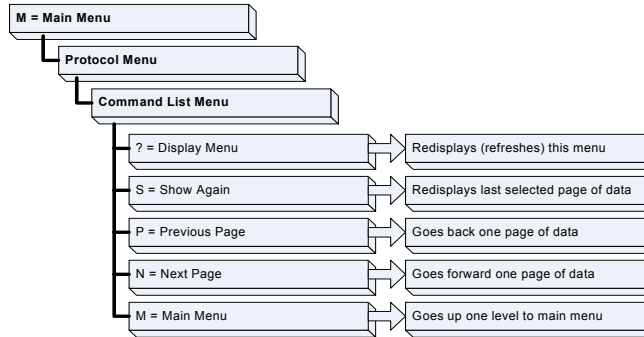 M = Main Menu
Protocol Menu
Command List Menu
? = Display Menu
Redisplays (refreshes) this menu
S = Show Again
Redisplays last selected page of data
P = Previous Page
Goes back one page of data
N = Next Page
Goes forward one page of data
M = Main Menu
Goes up one level to main menu